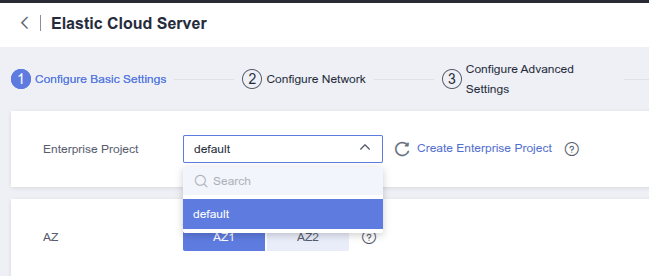 Elastic Cloud Server
1 Configure Basic Settings
2 Configure Network
3 Configure Advanced
Settings
Enterprise Project
default
Create Enterprise Project ?
Search
default
AZ
AZ1
AZ2
?